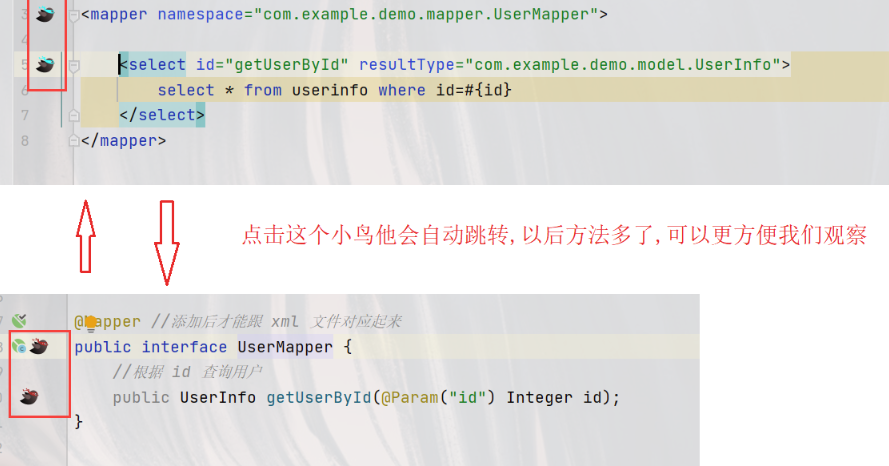 3 <mapper namespace="com.example.demo.mapper.UserMapper">
4
5 <select id="getUserById" resultType="com.example.demo.model.UserInfo">
6 select * from userinfo where id=#{id}
7 </select>
8 </mapper>
点击这个小鸟他会自动跳转,以后方法多了,可以更方便我们观察
@Mapper //添加后才能跟 xml 文件对应起来
public interface UserMapper {
//根据 id 查询用户
public UserInfo getUserById(@Param("id") Integer id);
}